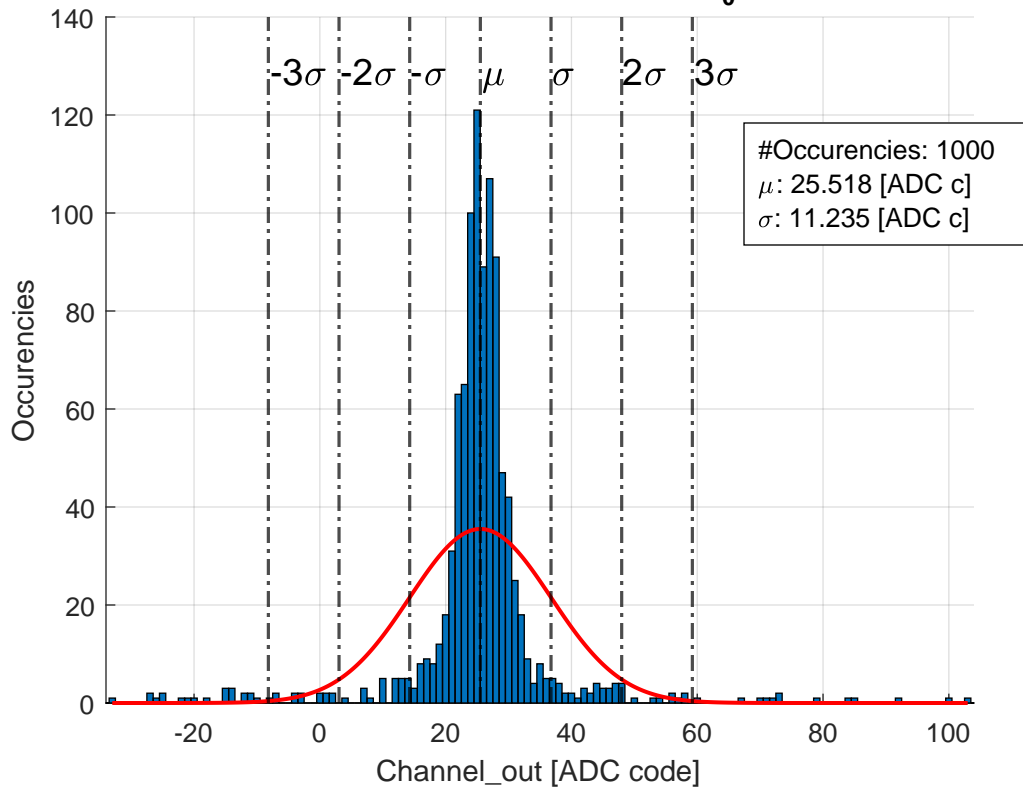 140
120
100
80
60
40
20
0
Occurencies
-3σ -2σ -σ μ σ 2σ 3σ
#Occurencies: 1000
μ: 25.518 [ADC c]
σ: 11.235 [ADC c]
-20 0 20 40 60 80 100
Channel_out [ADC code]